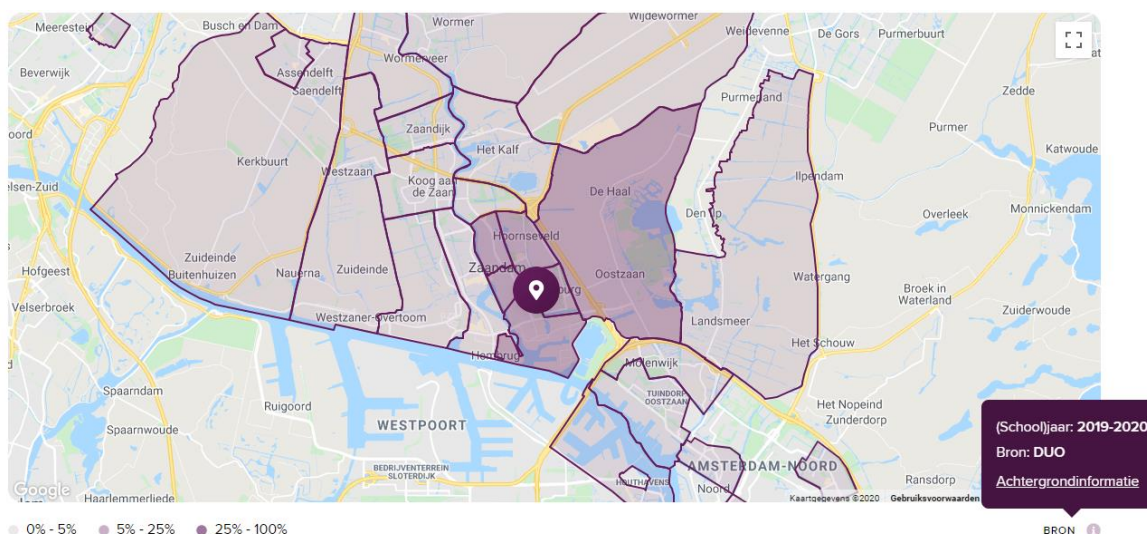 Meerestein
Busch en Dam
Wormer
Wijdewormer
Weidevenne
De Gors
Purmerbuurt
Beverwijk
Assendelft
Saendelft
Wormerveer
Purmerland
Zedde
Zaandijk
Purmer
Katwoude
Kerkbuurt
Westzaan
Het Kalf
Koog aan
de Zaan
De Haal
Ilpendam
Den Ilp
Overleek
Monnickendam
Hoornseveld
Hofgeest
Zuideinde
Buitenhuizen
Nauerna
Zuideinde
Zaandam
Oostzaan
Watergang
Broek in
Waterland
Velserbroek
Westzaner-Overtoom
Landsmeer
Zuiderwoude
Hembrug
Het Schouw
Molenwijk
Spaarndam
TUINDORP
OOSTZAAN
Ruigoord
Het Nopeind
Zunderdorp
Spaarnwoude
WESTPOORT
BEDRIJVENTERREIN
SLOTERDIJK
AMSTERDAM-NOORD
Noord
HOUTHAVENS
Ransdorp
Haarlemmerliede
Google
Kaartgegevens ©2020
Gebruiksvoorwaarden
(School)jaar: 2019-2020
Bron: DUO
Achtergrondinformatie
0% - 5%
5% - 25%
25% - 100%
BRON